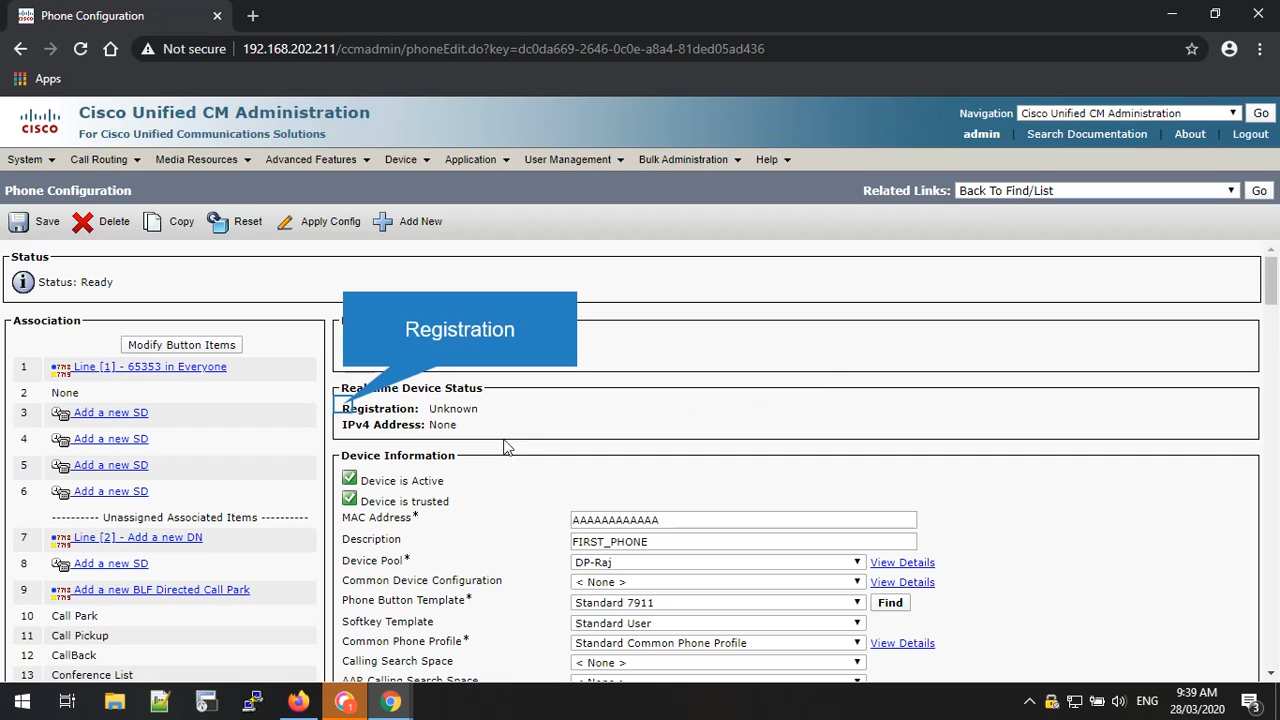 Phone Configuration
Not secure 192.168.202.211/ccmadmin/phoneEdit.do?key=dc0da669-2646-0c0e-a8a4-81ded05ad436
Apps
CISCO
Cisco Unified CM Administration
For Cisco Unified Communications Solutions
Navigation Cisco Unified CM Administration Go
admin Search Documentation About Logout
System Call Routing Media Resources Advanced Features Device Application User Management Bulk Administration Help
Phone Configuration
Related Links: Back To Find/List Go
Save Delete Copy Reset Apply Config Add New
Status
Status: Ready
Association
Modify Button Items
1 Line [1] - 65353 in Everyone
2 None
3 Add a new SD
4 Add a new SD
5 Add a new SD
6 Add a new SD
---------- Unassigned Associated Items ----------
7 Line [2] - Add a new DN
8 Add a new SD
9 Add a new BLF Directed Call Park
10 Call Park
11 Call Pickup
12 CallBack
13 Conference List
Registration
Real-time Device Status
Registration: Unknown
IPv4 Address: None
Device Information
Device is Active
Device is trusted
MAC Address* AAAAAAAAAAAA
Description FIRST_PHONE
Device Pool* DP-Raj View Details
Common Device Configuration < None > View Details
Phone Button Template* Standard 7911 Find
Softkey Template Standard User
Common Phone Profile* Standard Common Phone Profile View Details
Calling Search Space < None >
AAR Calling Search Space
ENG
9:39 AM
28/03/2020
3